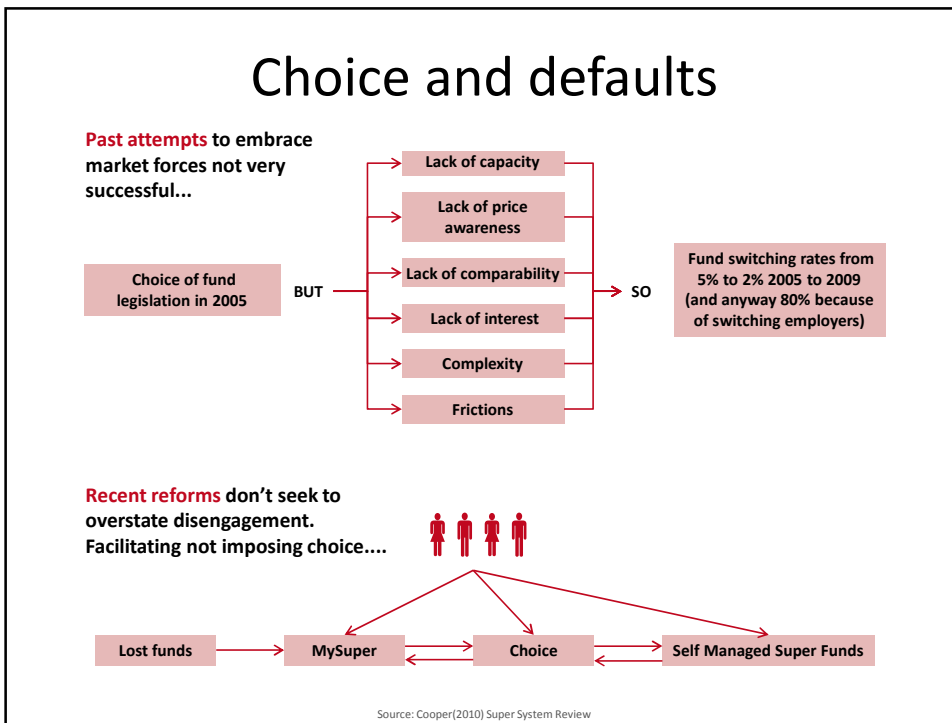 Choice and defaults
Past attempts to embrace
market forces not very
successful...
Choice of fund
legislation in 2005
BUT
Lack of capacity
Lack of price
awareness
Lack of comparability
Lack of interest
Complexity
Frictions
SO
Fund switching rates from
5% to 2% 2005 to 2009
(and anyway 80% because
of switching employers)
Recent reforms don’t seek to
overstate disengagement.
Facilitating not imposing choice....
Lost funds
MySuper
Choice
Self Managed Super Funds
Source: Cooper(2010) Super System Review